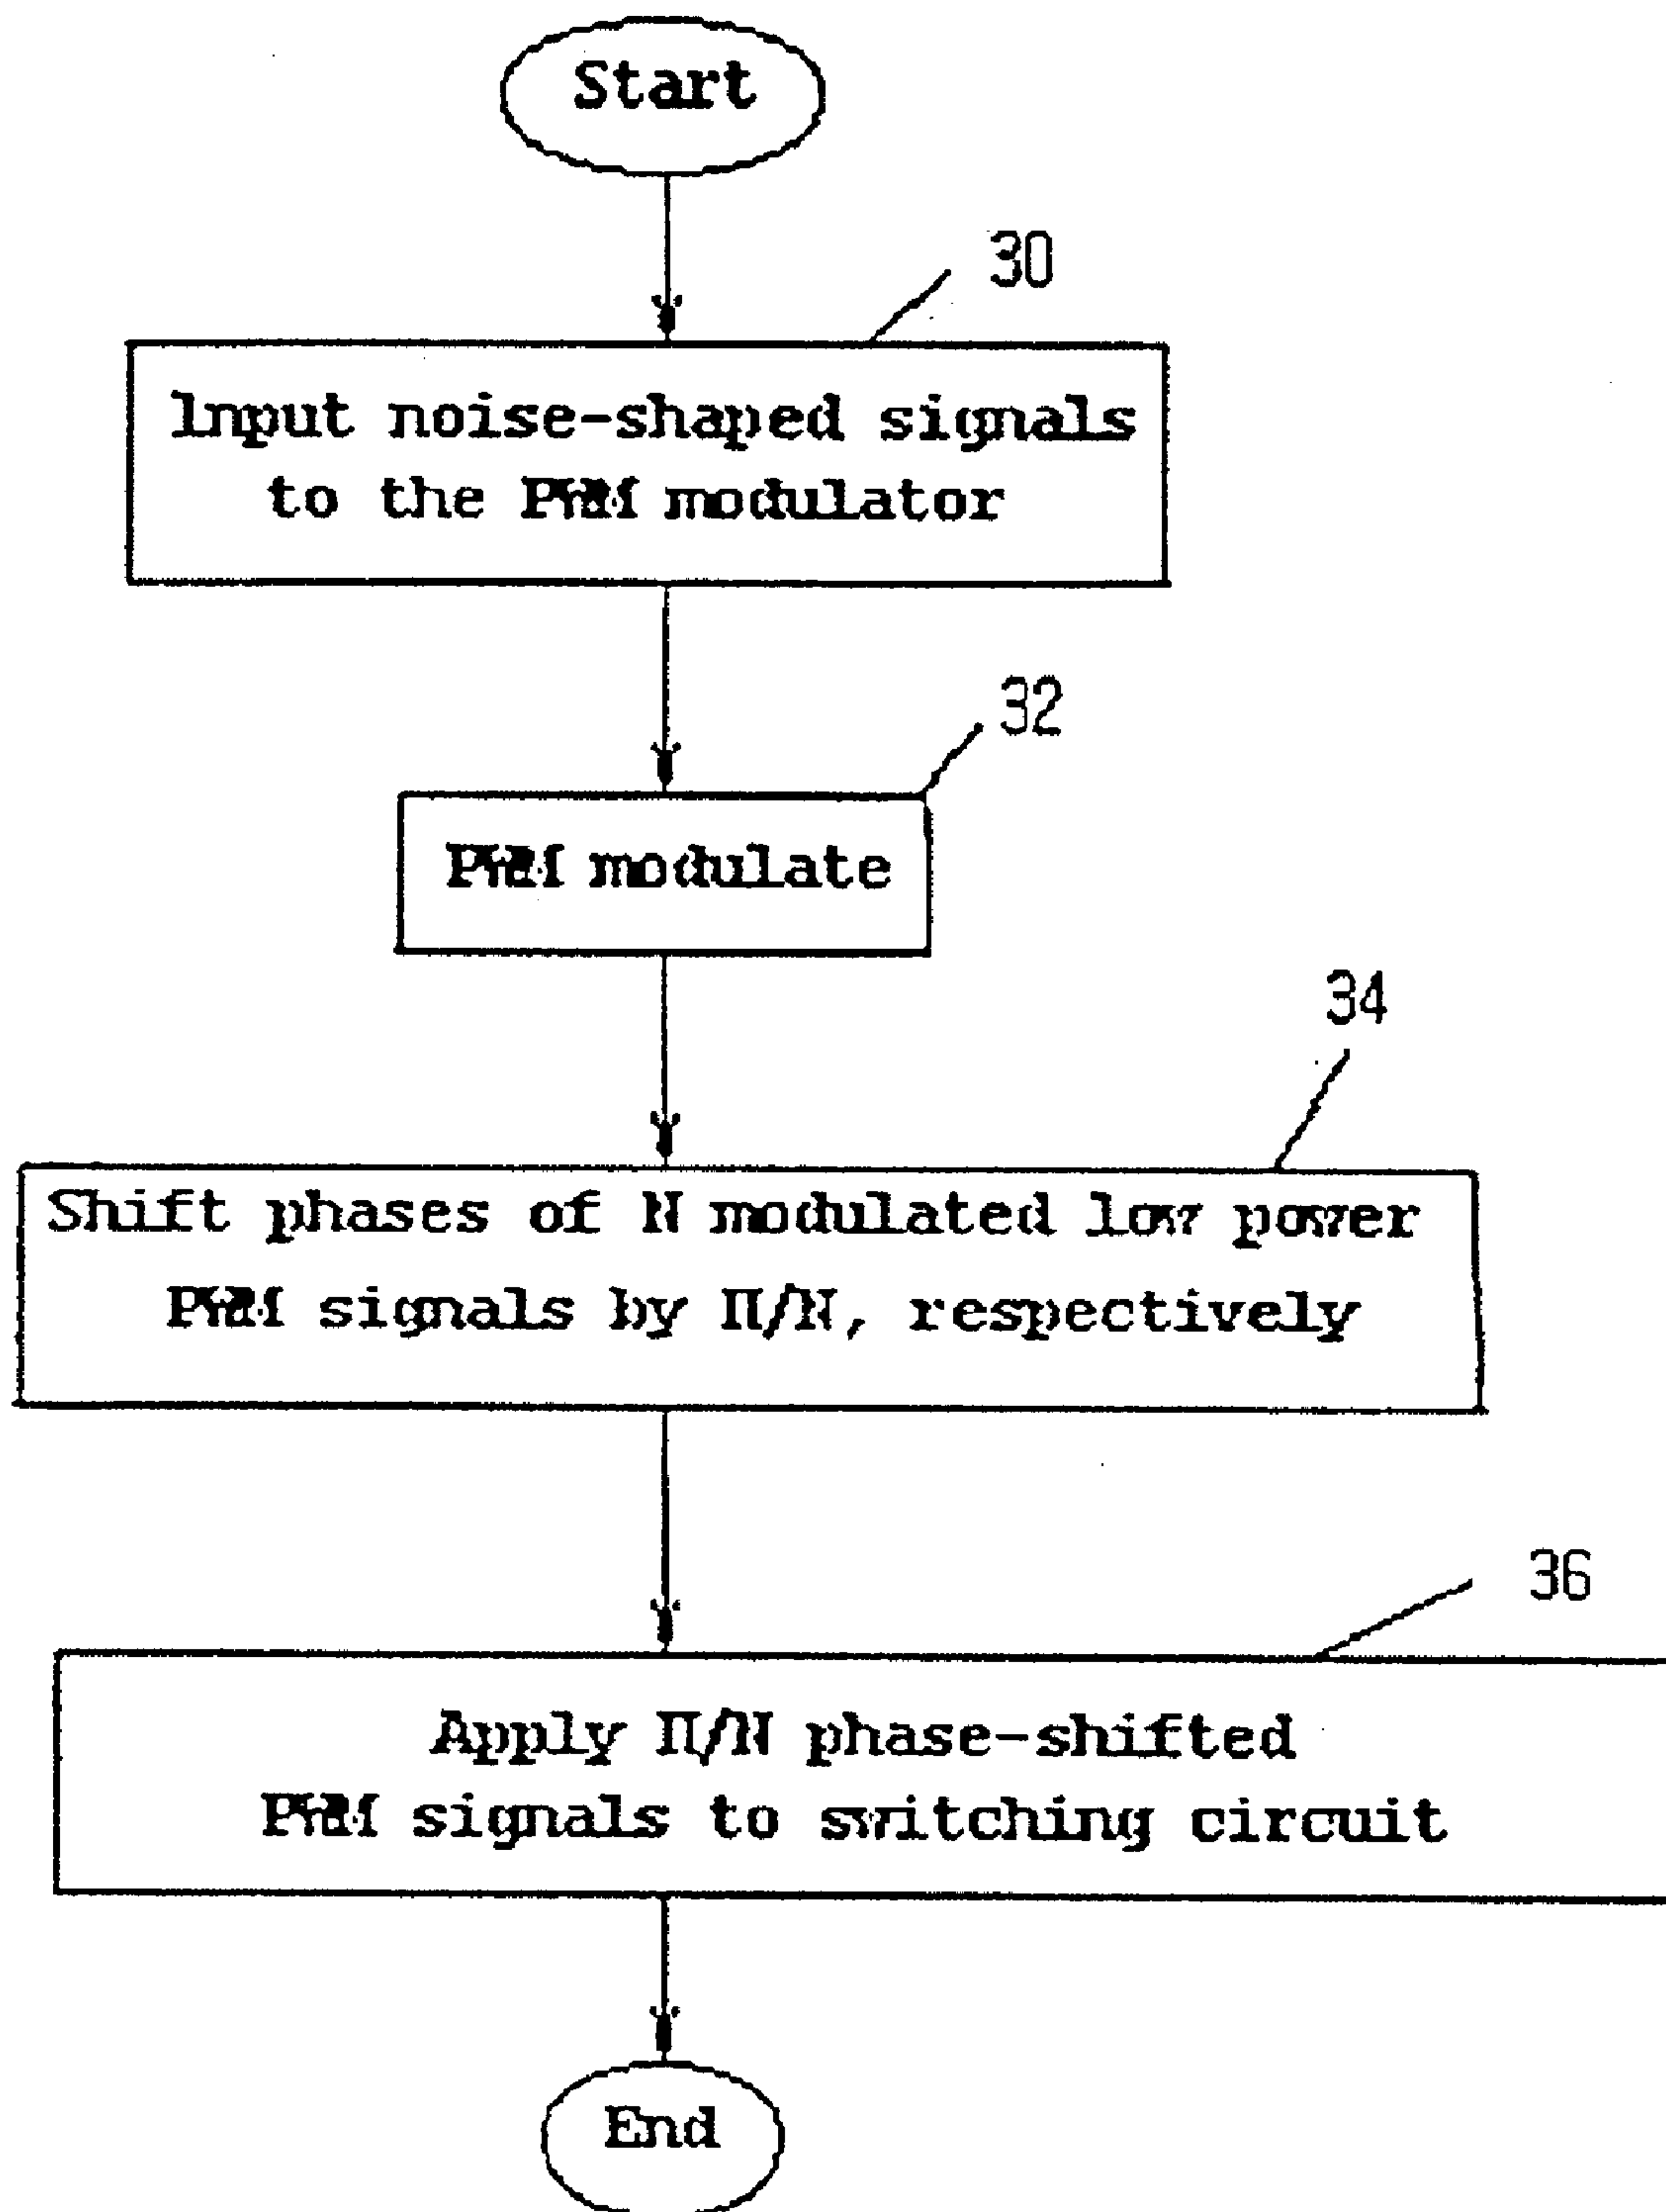 Start
30
Input noise-shaped signals
to the PWM modulator
32
PWM modulate
34
Shift phases of N modulated low power
PWM signals by Π/N, respectively
36
Apply Π/N phase-shifted
PWM signals to switching circuit
End